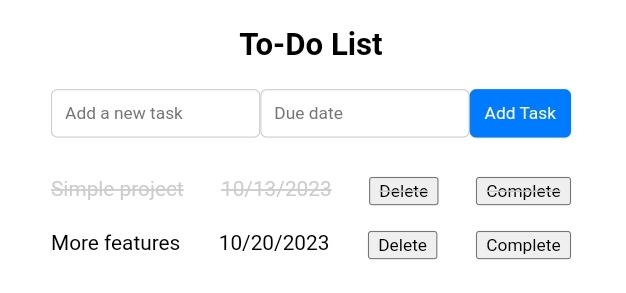 To-Do List
Add a new task Due date Add Task
Simple project 10/13/2023 Delete Complete
More features 10/20/2023 Delete Complete